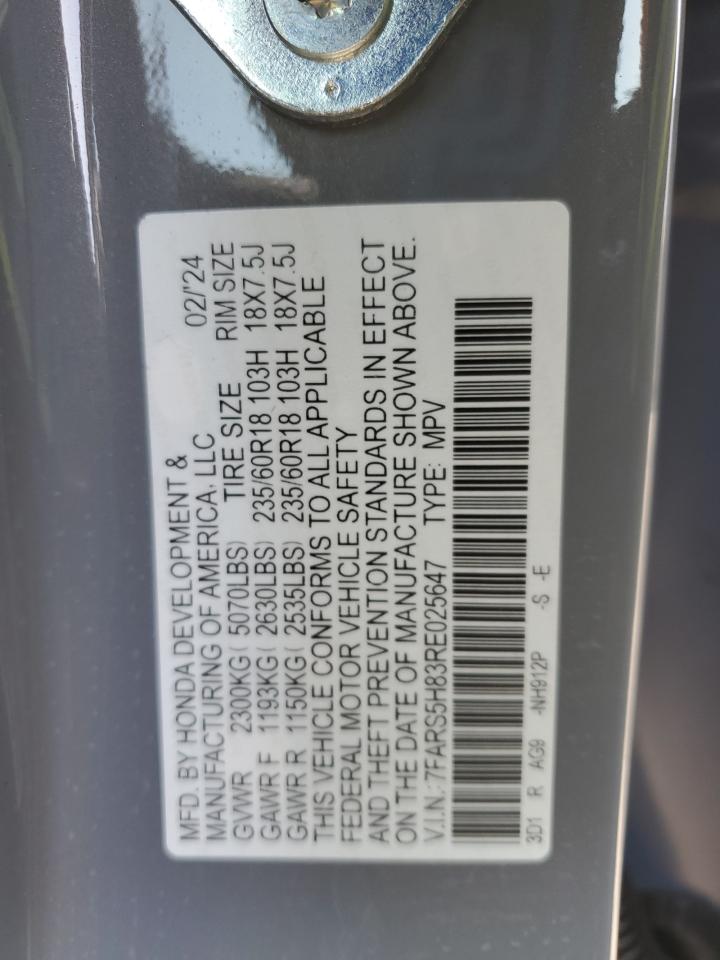 MFD. BY HONDA DEVELOPMENT & 02/'24
MANUFACTURING OF AMERICA, LLC
GVWR 2300KG( 5070LBS) TIRE SIZE RIM SIZE
GAWR F 1193KG( 2630LBS) 235/60R18 103H 18X7.5J
GAWR R 1150KG( 2535LBS) 235/60R18 103H 18X7.5J
THIS VEHICLE CONFORMS TO ALL APPLICABLE
FEDERAL MOTOR VEHICLE SAFETY
AND THEFT PREVENTION STANDARDS IN EFFECT
ON THE DATE OF MANUFACTURE SHOWN ABOVE.
V.I.N.: 7FARS5H83RE025647 TYPE: MPV
3D1 R AG9 -NH912P -S -E